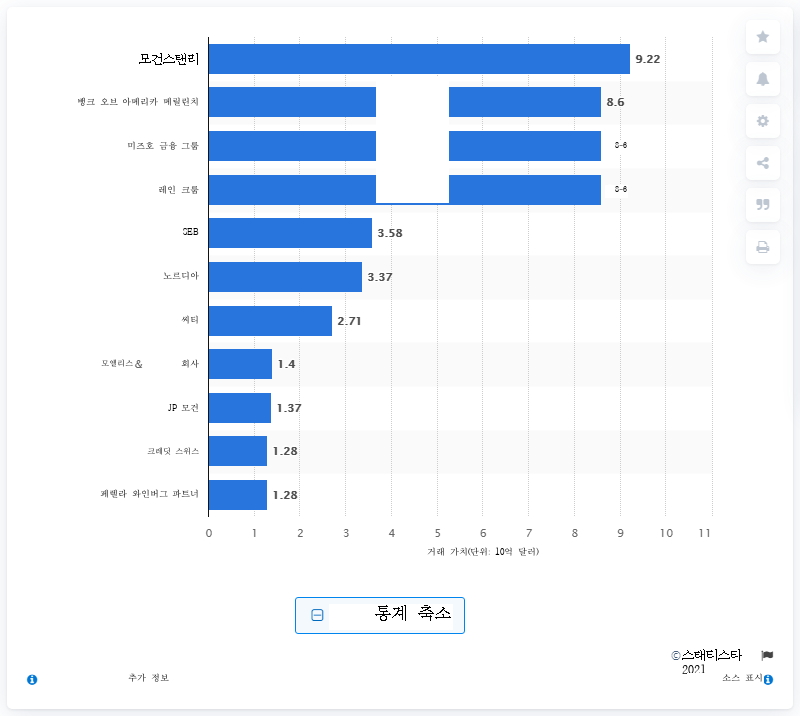 모건스탠리 9.22
뱅크 오브 아메리카 메릴린치 8.6
미즈호 금융 그룹 8-6
레인 크룹 8-6
SEB 3.58
노르디아 3.37
씨티 2.71
모앨리스 & 회사 1.4
JP 모건 1.37
크레딧 스위스 1.28
페렐라 와인버그 파트너 1.28
0 1 2 3 4 5 6 7 8 9 10 11
거래 가치(단위: 10억 달러)
통계 축소
©스태티스타
2021
추가 정보 소스 표시